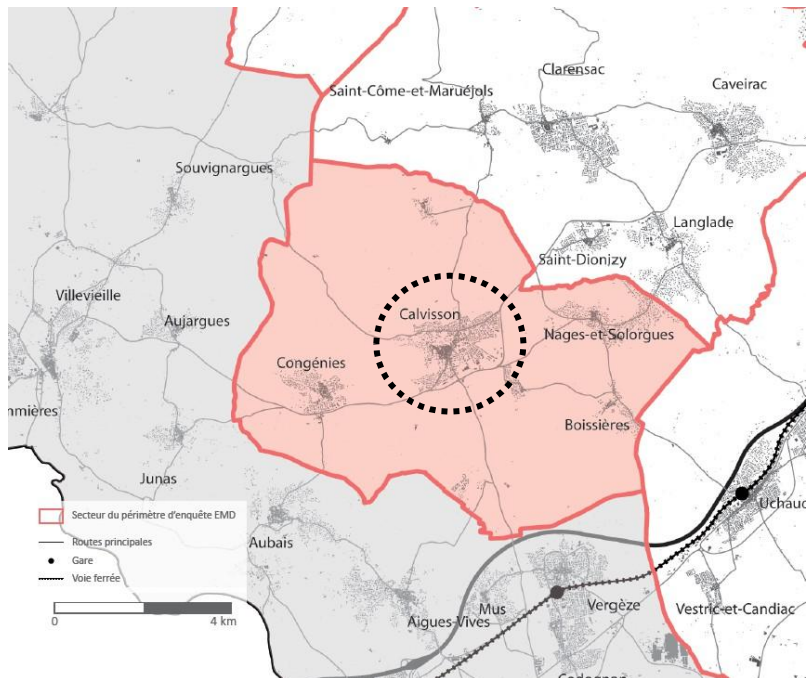 Clarensac
Caveirac
Saint-Côme-et-Maruéjols
Souvignargues
Langlade
Saint-Dionizy
Villevieille
Calvisson
Aujargues
Nages-et-Solorgues
Congénies
mmières
Boissières
Junas
Uchaud
Secteur du périmètre d'enquête EMD
Routes principales
Gare
Voie ferrée
Aubais
0
4 km
Mus
Vergèze
Vestric-et-Candiac
Aigues-Vives
Codognan